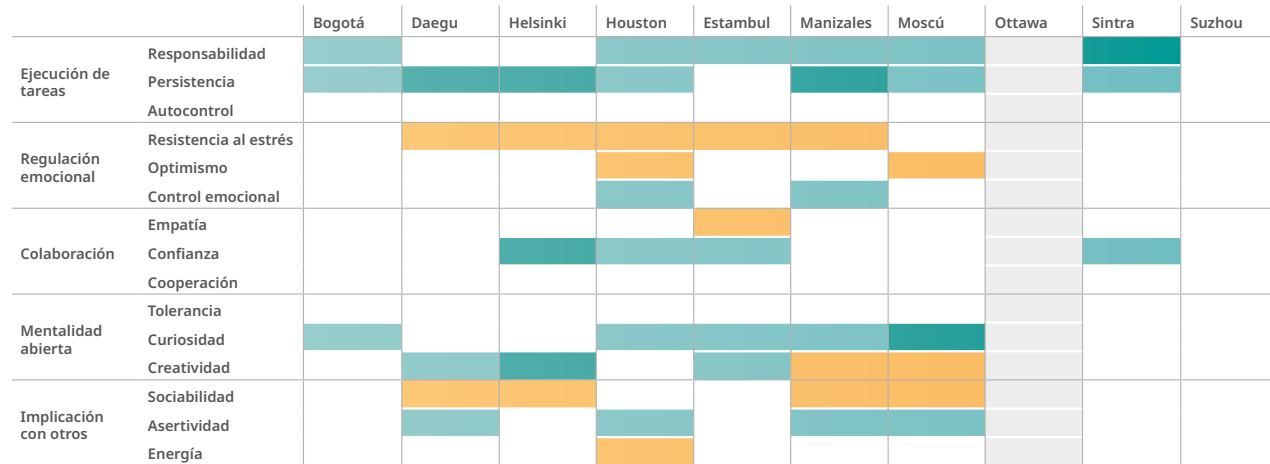 Bogotá Daegu Helsinki Houston Estambul Manizales Moscú Ottawa Sintra Suzhou
Ejecución de
tareas
Responsabilidad
Persistencia
Autocontrol
Regulación
emocional
Resistencia al estrés
Optimismo
Control emocional
Colaboración
Empatía
Confianza
Cooperación
Mentalidad
abierta
Tolerancia
Curiosidad
Creatividad
Implicación
con otros
Sociabilidad
Asertividad
Energía